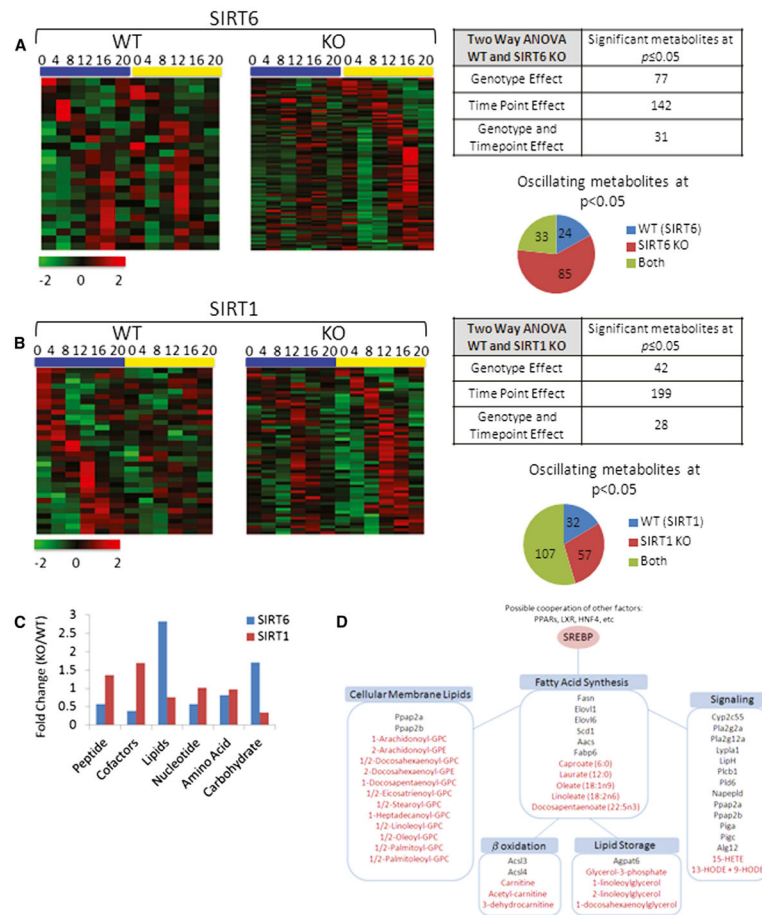 SIRT6
A
WT
KO
0 4 8 12 16 20 0 4 8 12 16 20
0 4 8 12 16 20 0 4 8 12 16 20
-2 0 2
Two Way ANOVA WT and SIRT6 KO
Significant metabolites at p≤0.05
Genotype Effect 77
Time Point Effect 142
Genotype and Timepoint Effect 31
Oscillating metabolites at
p<0.05
33
24
85
WT (SIRT6)
SIRT6 KO
Both
SIRT1
B
WT
KO
0 4 8 12 16 20 0 4 8 12 16 20
0 4 8 12 16 20 0 4 8 12 16 20
-2 0 2
Two Way ANOVA WT and SIRT1 KO
Significant metabolites at p≤0.05
Genotype Effect 42
Time Point Effect 199
Genotype and Timepoint Effect 28
Oscillating metabolites at
p<0.05
32
107
57
WT (SIRT1)
SIRT1 KO
Both
C
Fold Change (KO/WT)
3
2.5
2
1.5
1
0.5
0
SIRT6
SIRT1
Peptide
Cofactors
Lipids
Nucleotide
Amino Acid
Carbohydrate
D
Possible cooperation of other factors:
PPARs, LXR, HNF4, etc
SREBP
Cellular Membrane Lipids
Ppap2a
Ppap2b
1-Arachidonoyl-GPC
2-Arachidonoyl-GPE
1/2-Docosahexaenoyl-GPC
2-Docosahexaenoyl-GPE
1-Docosapentaenoyl-GPC
1/2-Eicosatrienoyl-GPC
1/2-Stearoyl-GPC
1-Heptadecanoyl-GPC
1/2-Linoleoyl-GPC
1/2-Oleoyl-GPC
1/2-Palmitoyl-GPC
1/2-Palmitoleoyl-GPC
Fatty Acid Synthesis
Fasn
Elovl1
Elovl6
Scd1
Aacs
Fabp6
Caproate (6:0)
Laurate (12:0)
Oleate (18:1n9)
Linoleate (18:2n6)
Docosapentaenoate (22:5n3)
Signaling
Cyp2c55
Pla2g2a
Pla2g12a
Lypla1
LipH
Plcb1
Pld6
Napepld
Ppap2a
Ppap2b
Piga
Pigc
Alg12
15-HETE
13-HODE + 9-HODE
β oxidation
Acsl3
Acsl4
Carnitine
Acetyl-carnitine
3-dehydrocarnitine
Lipid Storage
Agpat6
Glycerol-3-phosphate
1-linoleoylglycerol
2-linoleoylglycerol
1-docosahexaenoylglycerol